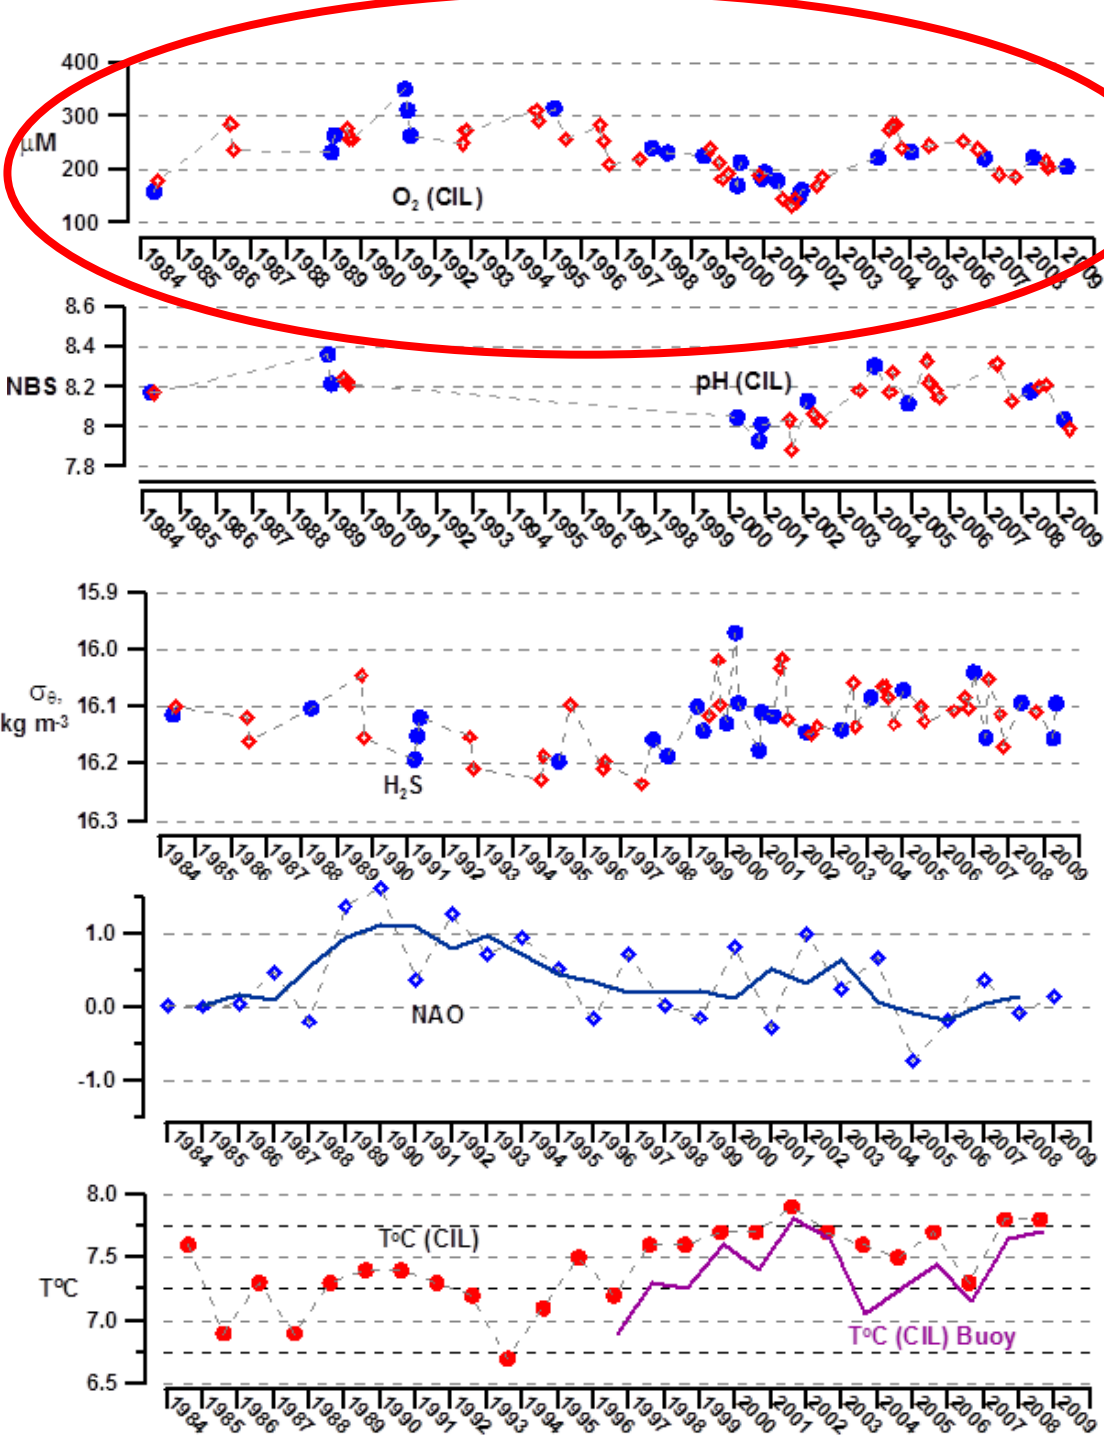 400
300
μM
200
100
O₂ (CIL)
1984 1985 1986 1987 1988 1989 1990 1991 1992 1993 1994 1995 1996 1997 1998 1999 2000 2001 2002 2003 2004 2005 2006 2007 2008 2009
8.6
8.4
NBS
8.2
8
7.8
pH (CIL)
1984 1985 1986 1987 1988 1989 1990 1991 1992 1993 1994 1995 1996 1997 1998 1999 2000 2001 2002 2003 2004 2005 2006 2007 2008 2009
15.9
16.0
σθ,
kg m-3
16.1
16.2
16.3
H₂S
1984 1985 1986 1987 1988 1989 1990 1991 1992 1993 1994 1995 1996 1997 1998 1999 2000 2001 2002 2003 2004 2005 2006 2007 2008 2009
1.0
0.0
-1.0
NAO
1984 1985 1986 1987 1988 1989 1990 1991 1992 1993 1994 1995 1996 1997 1998 1999 2000 2001 2002 2003 2004 2005 2006 2007 2008 2009
8.0
7.5
T°C
7.0
6.5
T°C (CIL)
T°C (CIL) Buoy
1984 1985 1986 1987 1988 1989 1990 1991 1992 1993 1994 1995 1996 1997 1998 1999 2000 2001 2002 2003 2004 2005 2006 2007 2008 2009